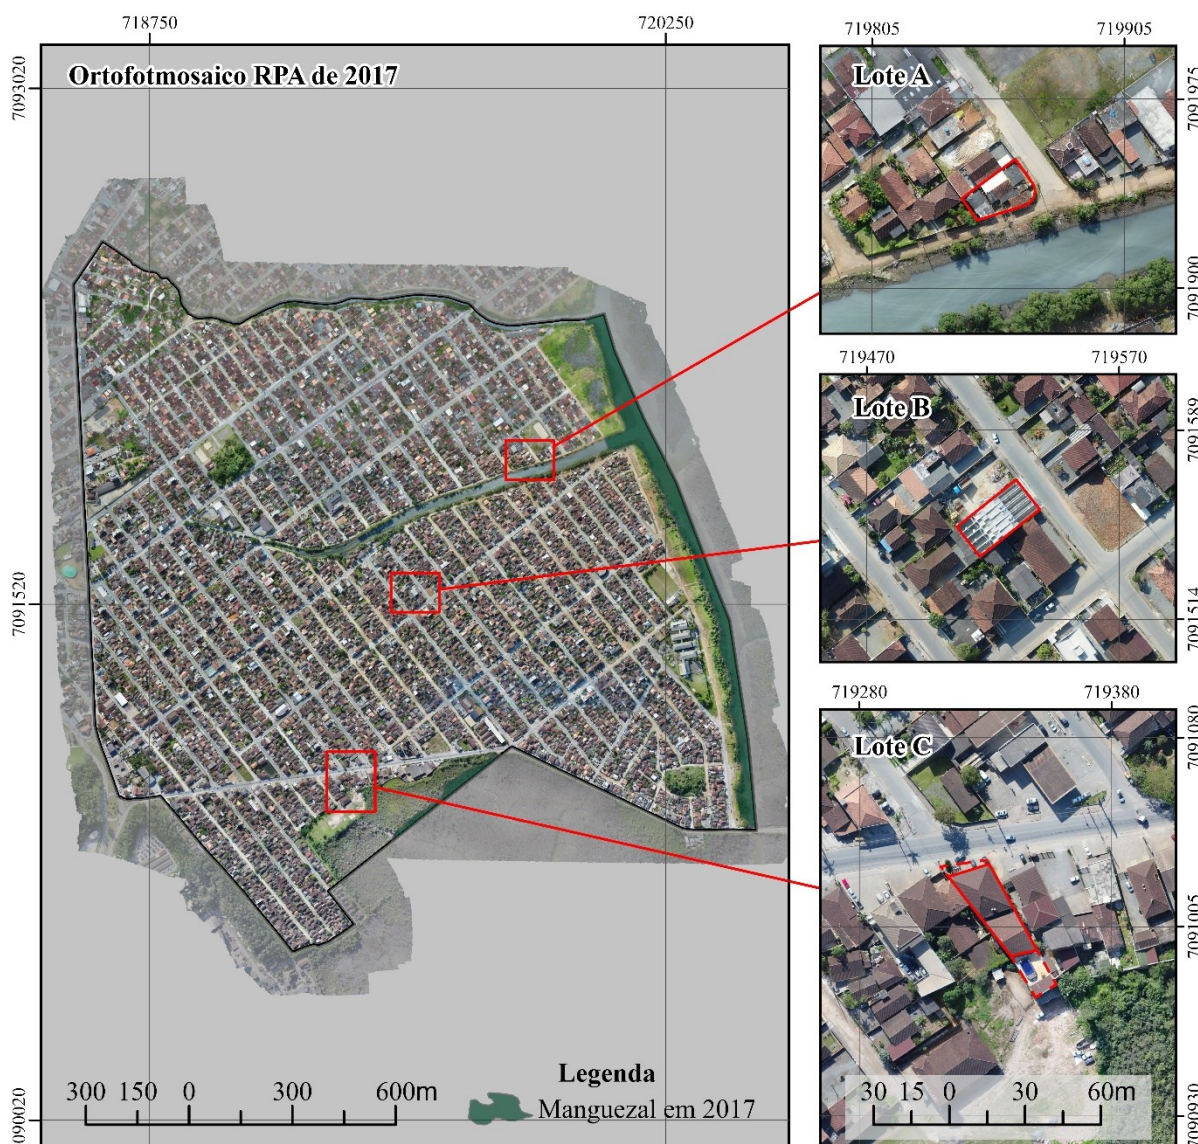 718750
720250
7093020
7091520
7090020
Ortofotmosaico RPA de 2017
300 150 0 300 600m
Legenda
Manguezal em 2017
719805
719905
7091975
7091900
Lote A
719470
719570
7091589
7091514
Lote B
719280
719380
7091080
7091005
7090930
Lote C
30 15 0 30 60m